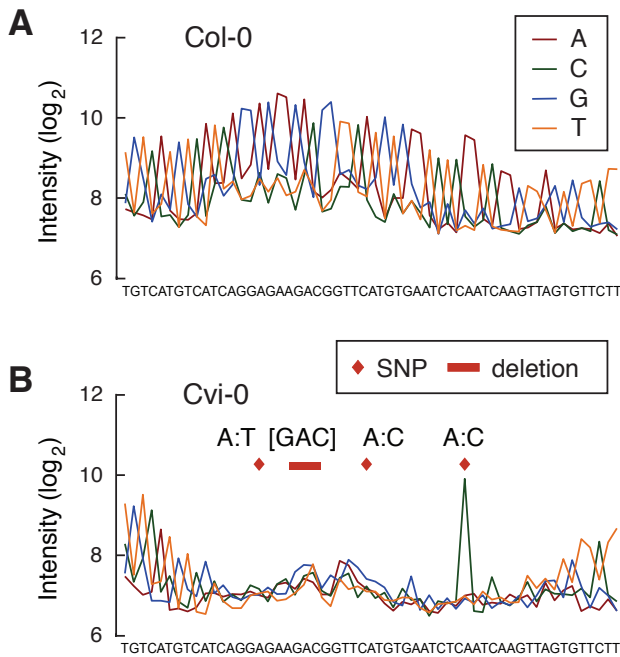 A
Col-0
A
C
G
T
Intensity (log2)
12
10
8
6
TGTCATGTCATCAGGAGAAGACGGTTCATGTGAATCTCAATCAAGTTAGTGTTCTT
B
Cvi-0
SNP deletion
A:T [GAC] A:C A:C
Intensity (log2)
12
10
8
6
TGTCATGTCATCAGGAGAAGACGGTTCATGTGAATCTCAATCAAGTTAGTGTTCTT